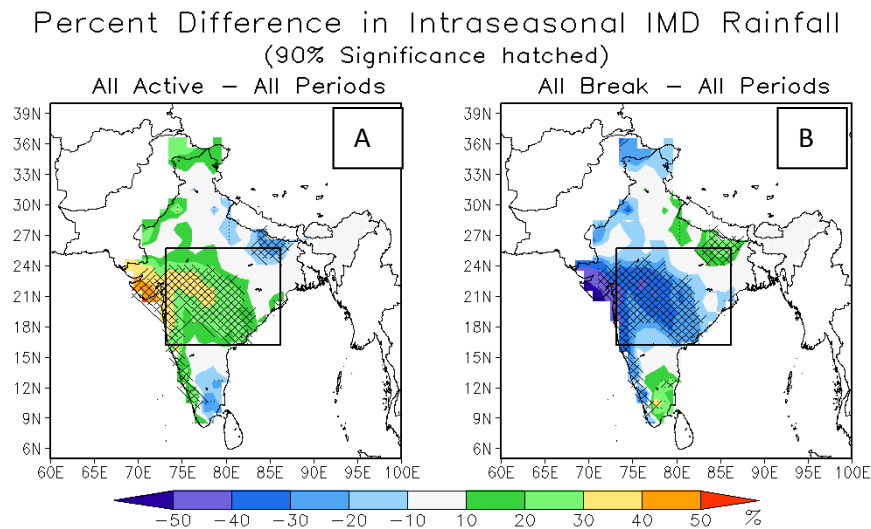 Percent Difference in Intraseasonal IMD Rainfall
(90% Significance hatched)
All Active – All Periods
All Break – All Periods
A
B
39N
36N
33N
30N
27N
24N
21N
18N
15N
12N
9N
6N
60E 65E 70E 75E 80E 85E 90E 95E 100E
39N
36N
33N
30N
27N
24N
21N
18N
15N
12N
9N
6N
60E 65E 70E 75E 80E 85E 90E 95E 100E
-50 -40 -30 -20 -10 10 20 30 40 50 %